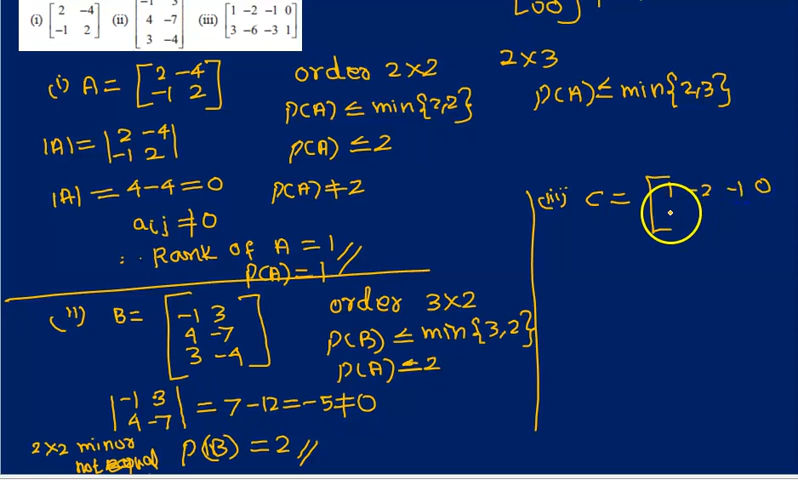 (i) [2 -4
-1 2] (ii) [-1 3
4 -7
3 -4] (iii) [1 -2 -1 0
3 -6 -3 1]
(i) A = [2 -4
-1 2]
order 2×2
ρ(A) ≤ min{2,2}
|A| = |2 -4
-1 2|
ρ(A) ≤ 2
|A| = 4-4 = 0
ρ(A) ≠ 2
aij ≠ 0
∴ Rank of A = 1 //
ρ(A) = 1
2×3
ρ(A) ≤ min{2,3}
(ii) B = [-1 3
4 -7
3 -4]
order 3×2
ρ(B) ≤ min{3,2}
ρ(A) ≤ 2
|-1 3
4 -7| = 7-12 = -5 ≠ 0
2×2 minor
not equal
ρ(B) = 2 //
(iii) C = [1 -2 -1 0